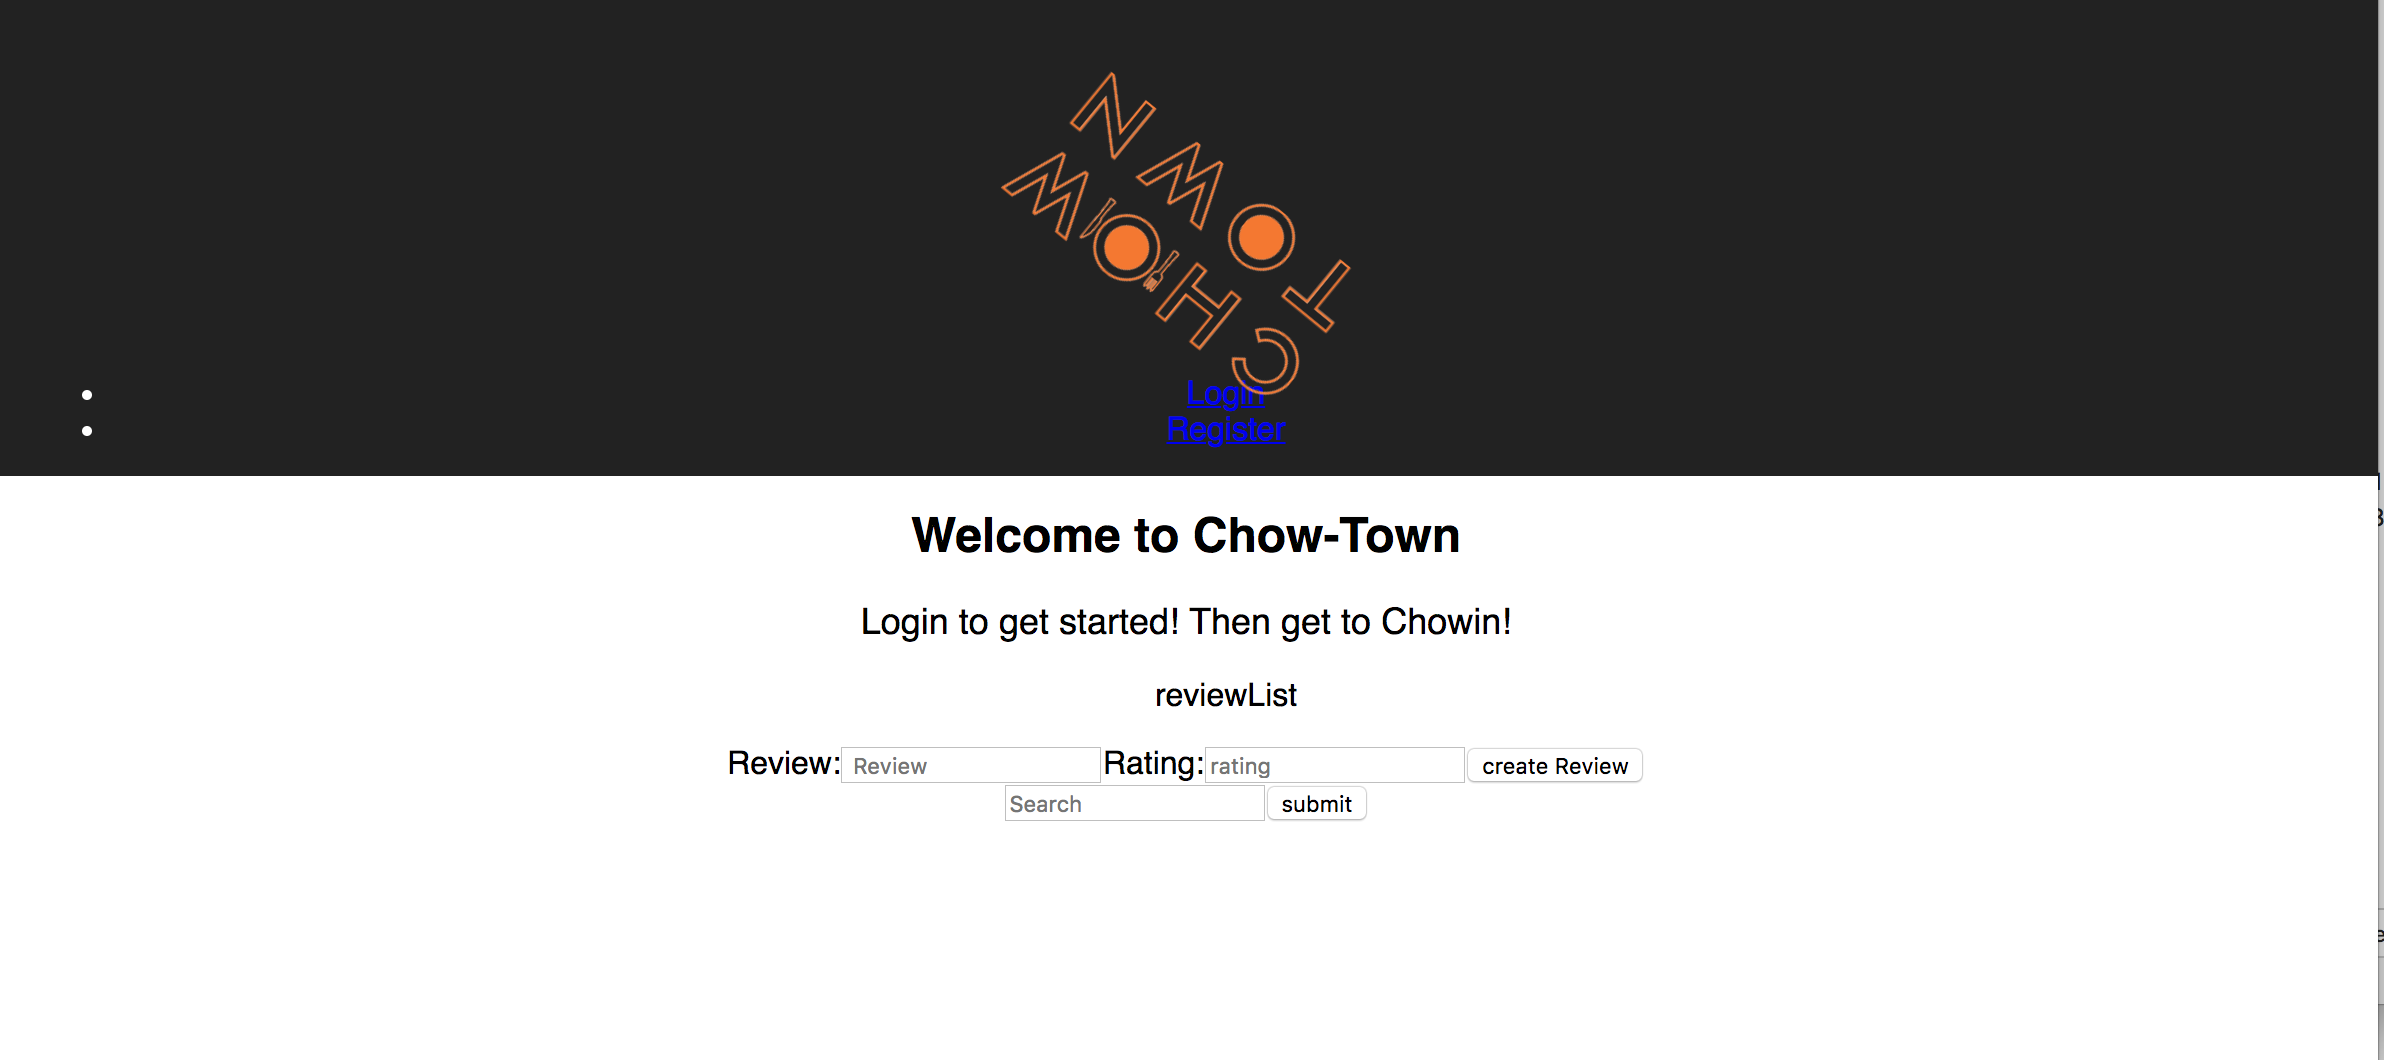 CHOW
TOWN
Login
Register
Welcome to Chow-Town
Login to get started! Then get to Chowin!
reviewList
Review: Review Rating: rating create Review
Search submit